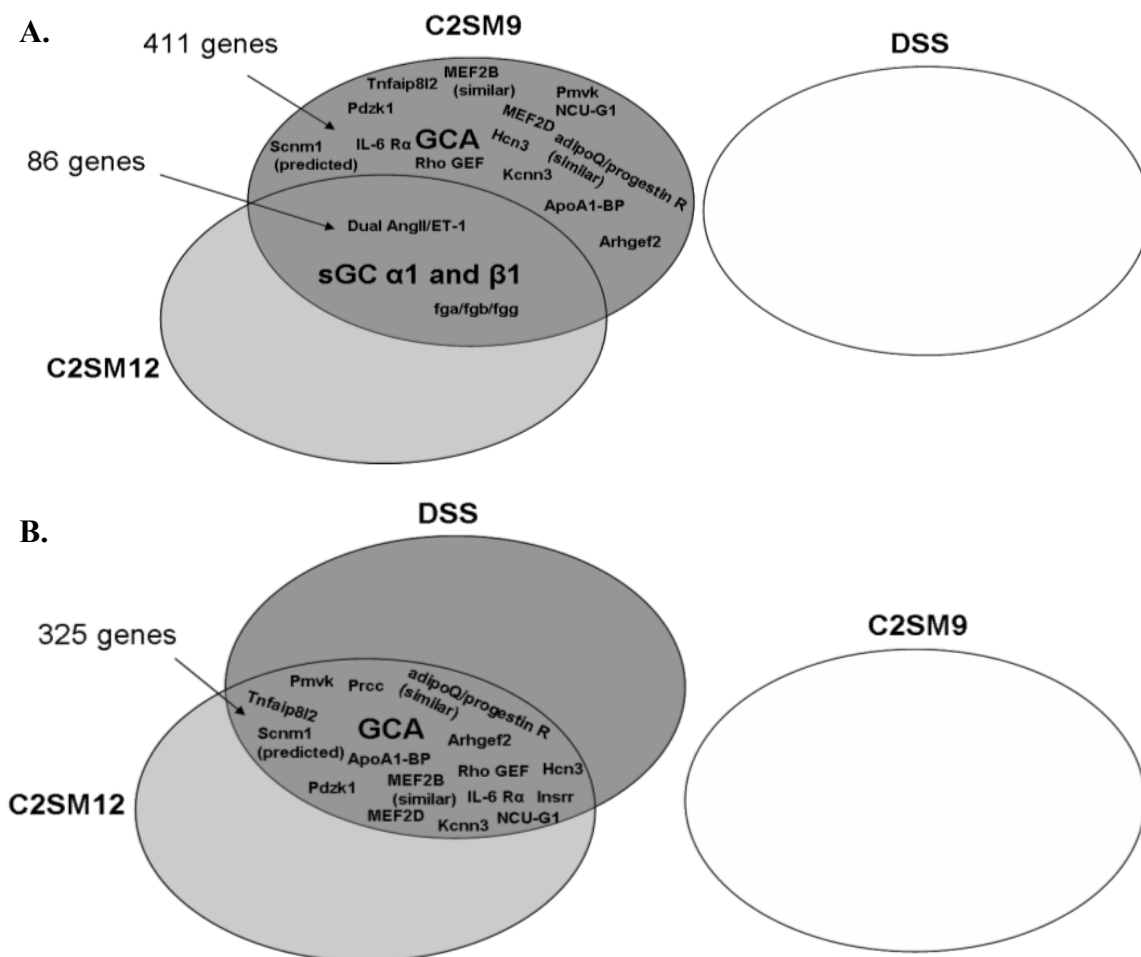 A.
C2SM9
DSS
411 genes
Tnfaip8l2
MEF2B
(similar)
Pmvk
NCU-G1
Pdzk1
MEF2D
adipoQ/progestin R
(similar)
Scnm1
(predicted)
IL-6 Rα
GCA
Hcn3
Rho GEF
Kcnn3
86 genes
ApoA1-BP
Dual AngII/ET-1
Arhgef2
sGC α1 and β1
fga/fgb/fgg
C2SM12
B.
DSS
325 genes
C2SM9
Pmvk
Prcc
adipoQ/progestin R
(similar)
Tnfaip8l2
Scnm1
(predicted)
GCA
Arhgef2
ApoA1-BP
Rho GEF
Hcn3
Pdzk1
MEF2B
(similar)
IL-6 Rα
Insrr
C2SM12
MEF2D
Kcnn3
NCU-G1